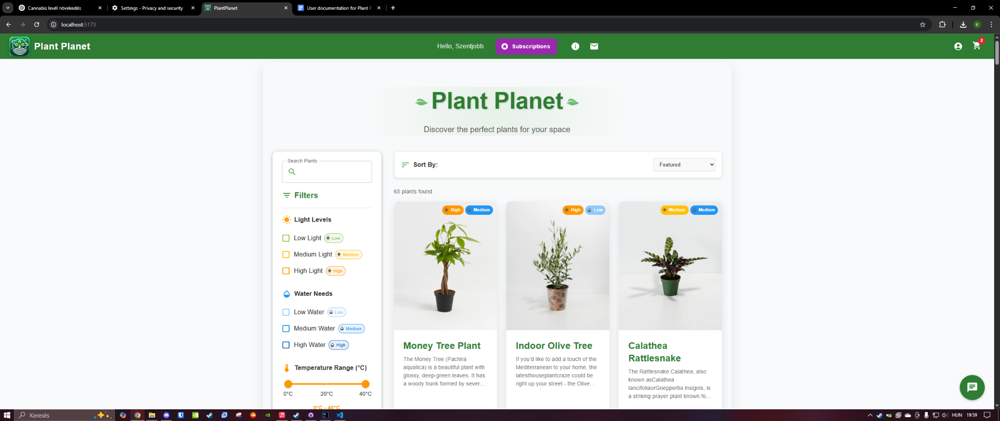 Cannabis levél növekedés
Settings - Privacy and security
PlantPlanet
User documentation for Plant P
localhost:5173
K
Plant Planet
Hello, Szentjobb
Subscriptions
2
Plant Planet
Discover the perfect plants for your space
Search Plants
Filters
Light Levels
Low Light Low
Medium Light Medium
High Light High
Water Needs
Low Water Low
Medium Water Medium
High Water High
Temperature Range (°C)
0°C 20°C 40°C
0°C - 40°C
Sort By:
Featured
65 plants found
High Medium
Money Tree Plant
The Money Tree (Pachira
aquatica) is a beautiful plant with
glossy, deep-green leaves. It has
a woody trunk formed by sever...
High Low
Indoor Olive Tree
If you'd like to add a touch of the
Mediterranean to your home, the
latesthouseplantcraze could be
right up your street - the Olive...
Medium Medium
Calathea
Rattlesnake
The Rattlesnake Calathea, also
known asCalathea
lancifoliaorGoeppertia insignis, is
a striking prayer plant known fo...
Keresés
HUN 19:59